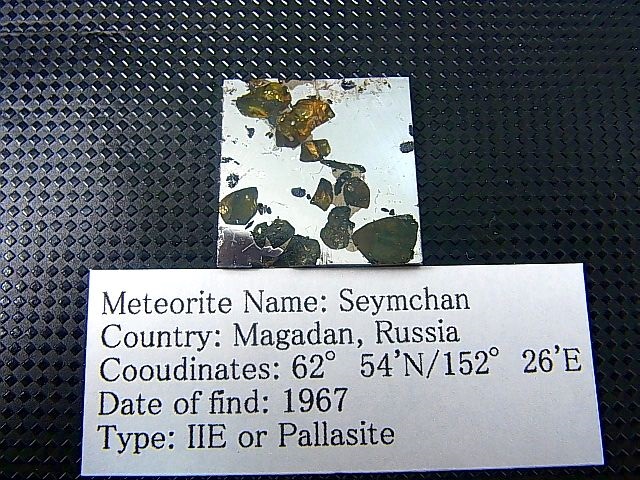 Meteorite Name: Seymchan
Country: Magadan, Russia
Cooudinates: 62° 54'N/152° 26'E
Date of find: 1967
Type: IIE or Pallasite